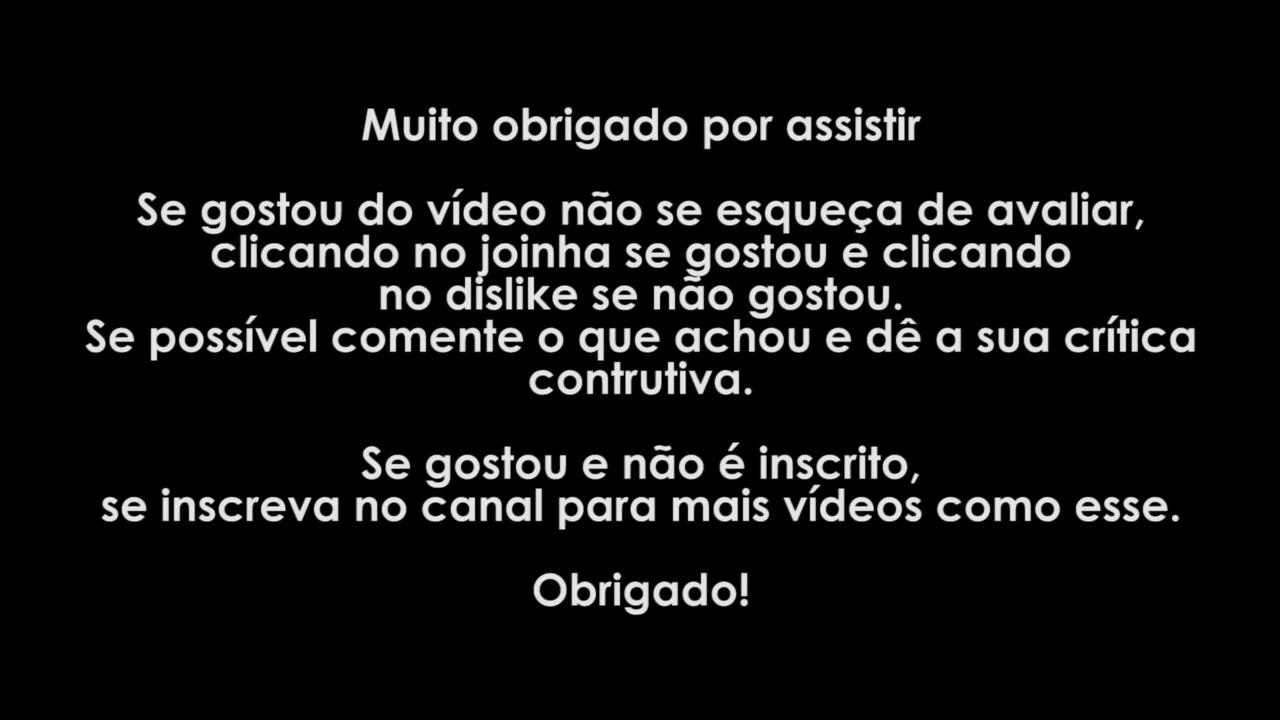 Muito obrigado por assistir
Se gostou do vídeo não se esqueça de avaliar,
clicando no joinha se gostou e clicando
no dislike se não gostou.
Se possível comente o que achou e dê a sua crítica
contrutiva.
Se gostou e não é inscrito,
se inscreva no canal para mais vídeos como esse.
Obrigado!